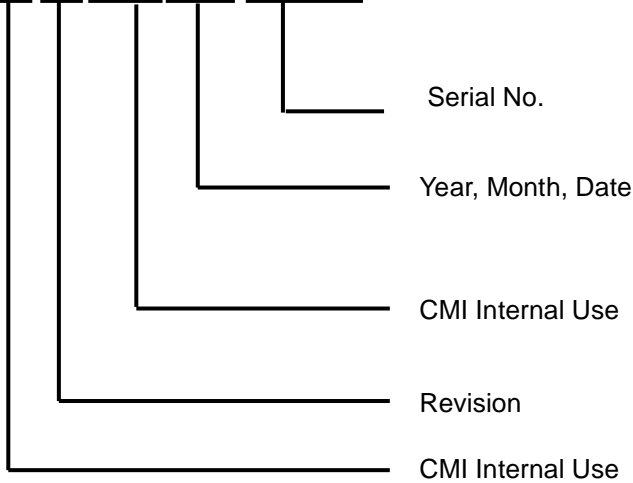 Serial No.
Year, Month, Date
CMI Internal Use
Revision
CMI Internal Use